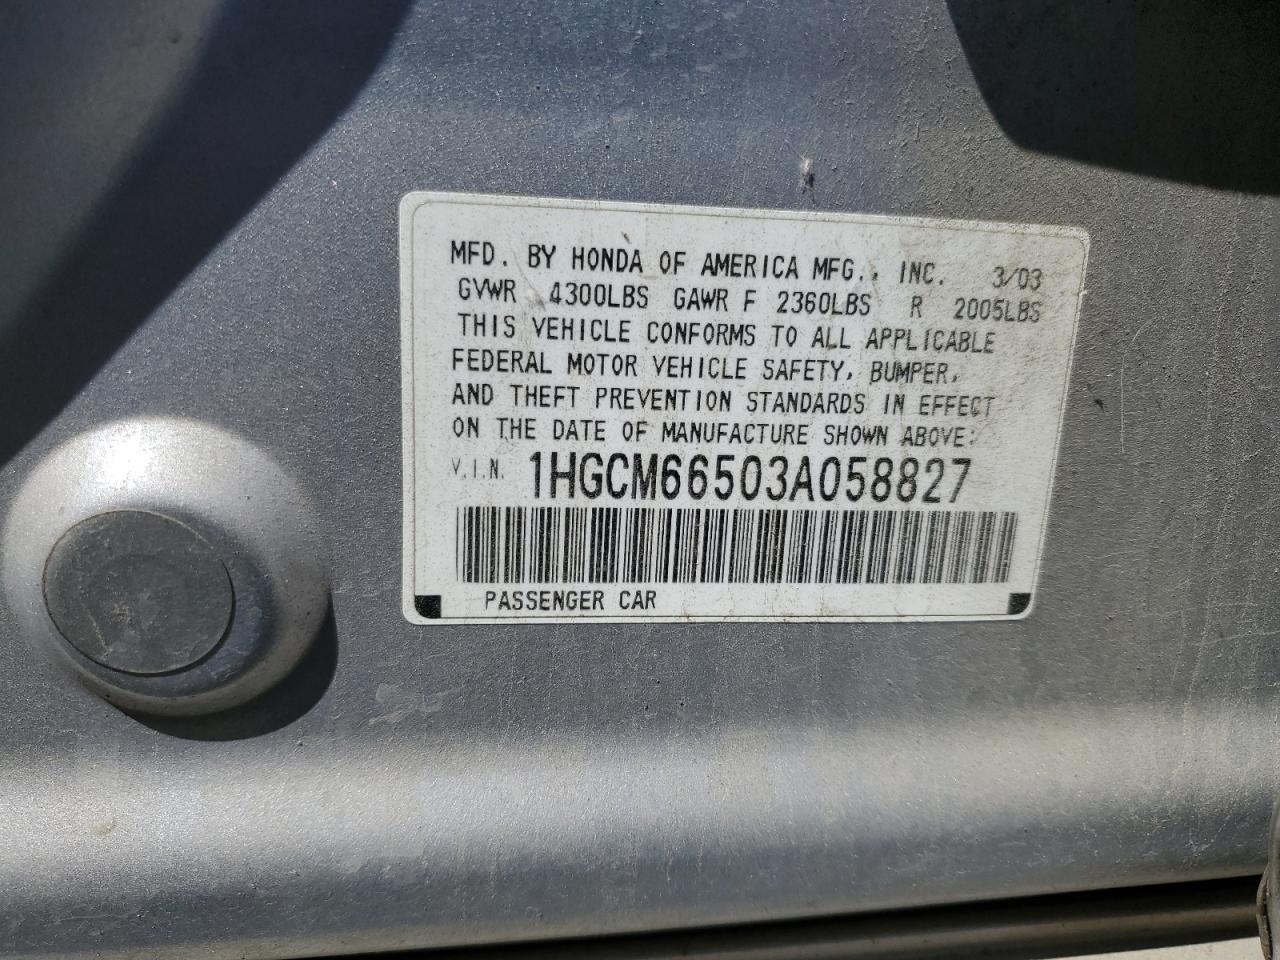 MFD. BY HONDA OF AMERICA MFG., INC. 3/03
GVWR 4300LBS GAWR F 2360LBS R 2005LBS
THIS VEHICLE CONFORMS TO ALL APPLICABLE
FEDERAL MOTOR VEHICLE SAFETY, BUMPER,
AND THEFT PREVENTION STANDARDS IN EFFECT
ON THE DATE OF MANUFACTURE SHOWN ABOVE:
V.I.N. 1HGCM66503A058827
PASSENGER CAR